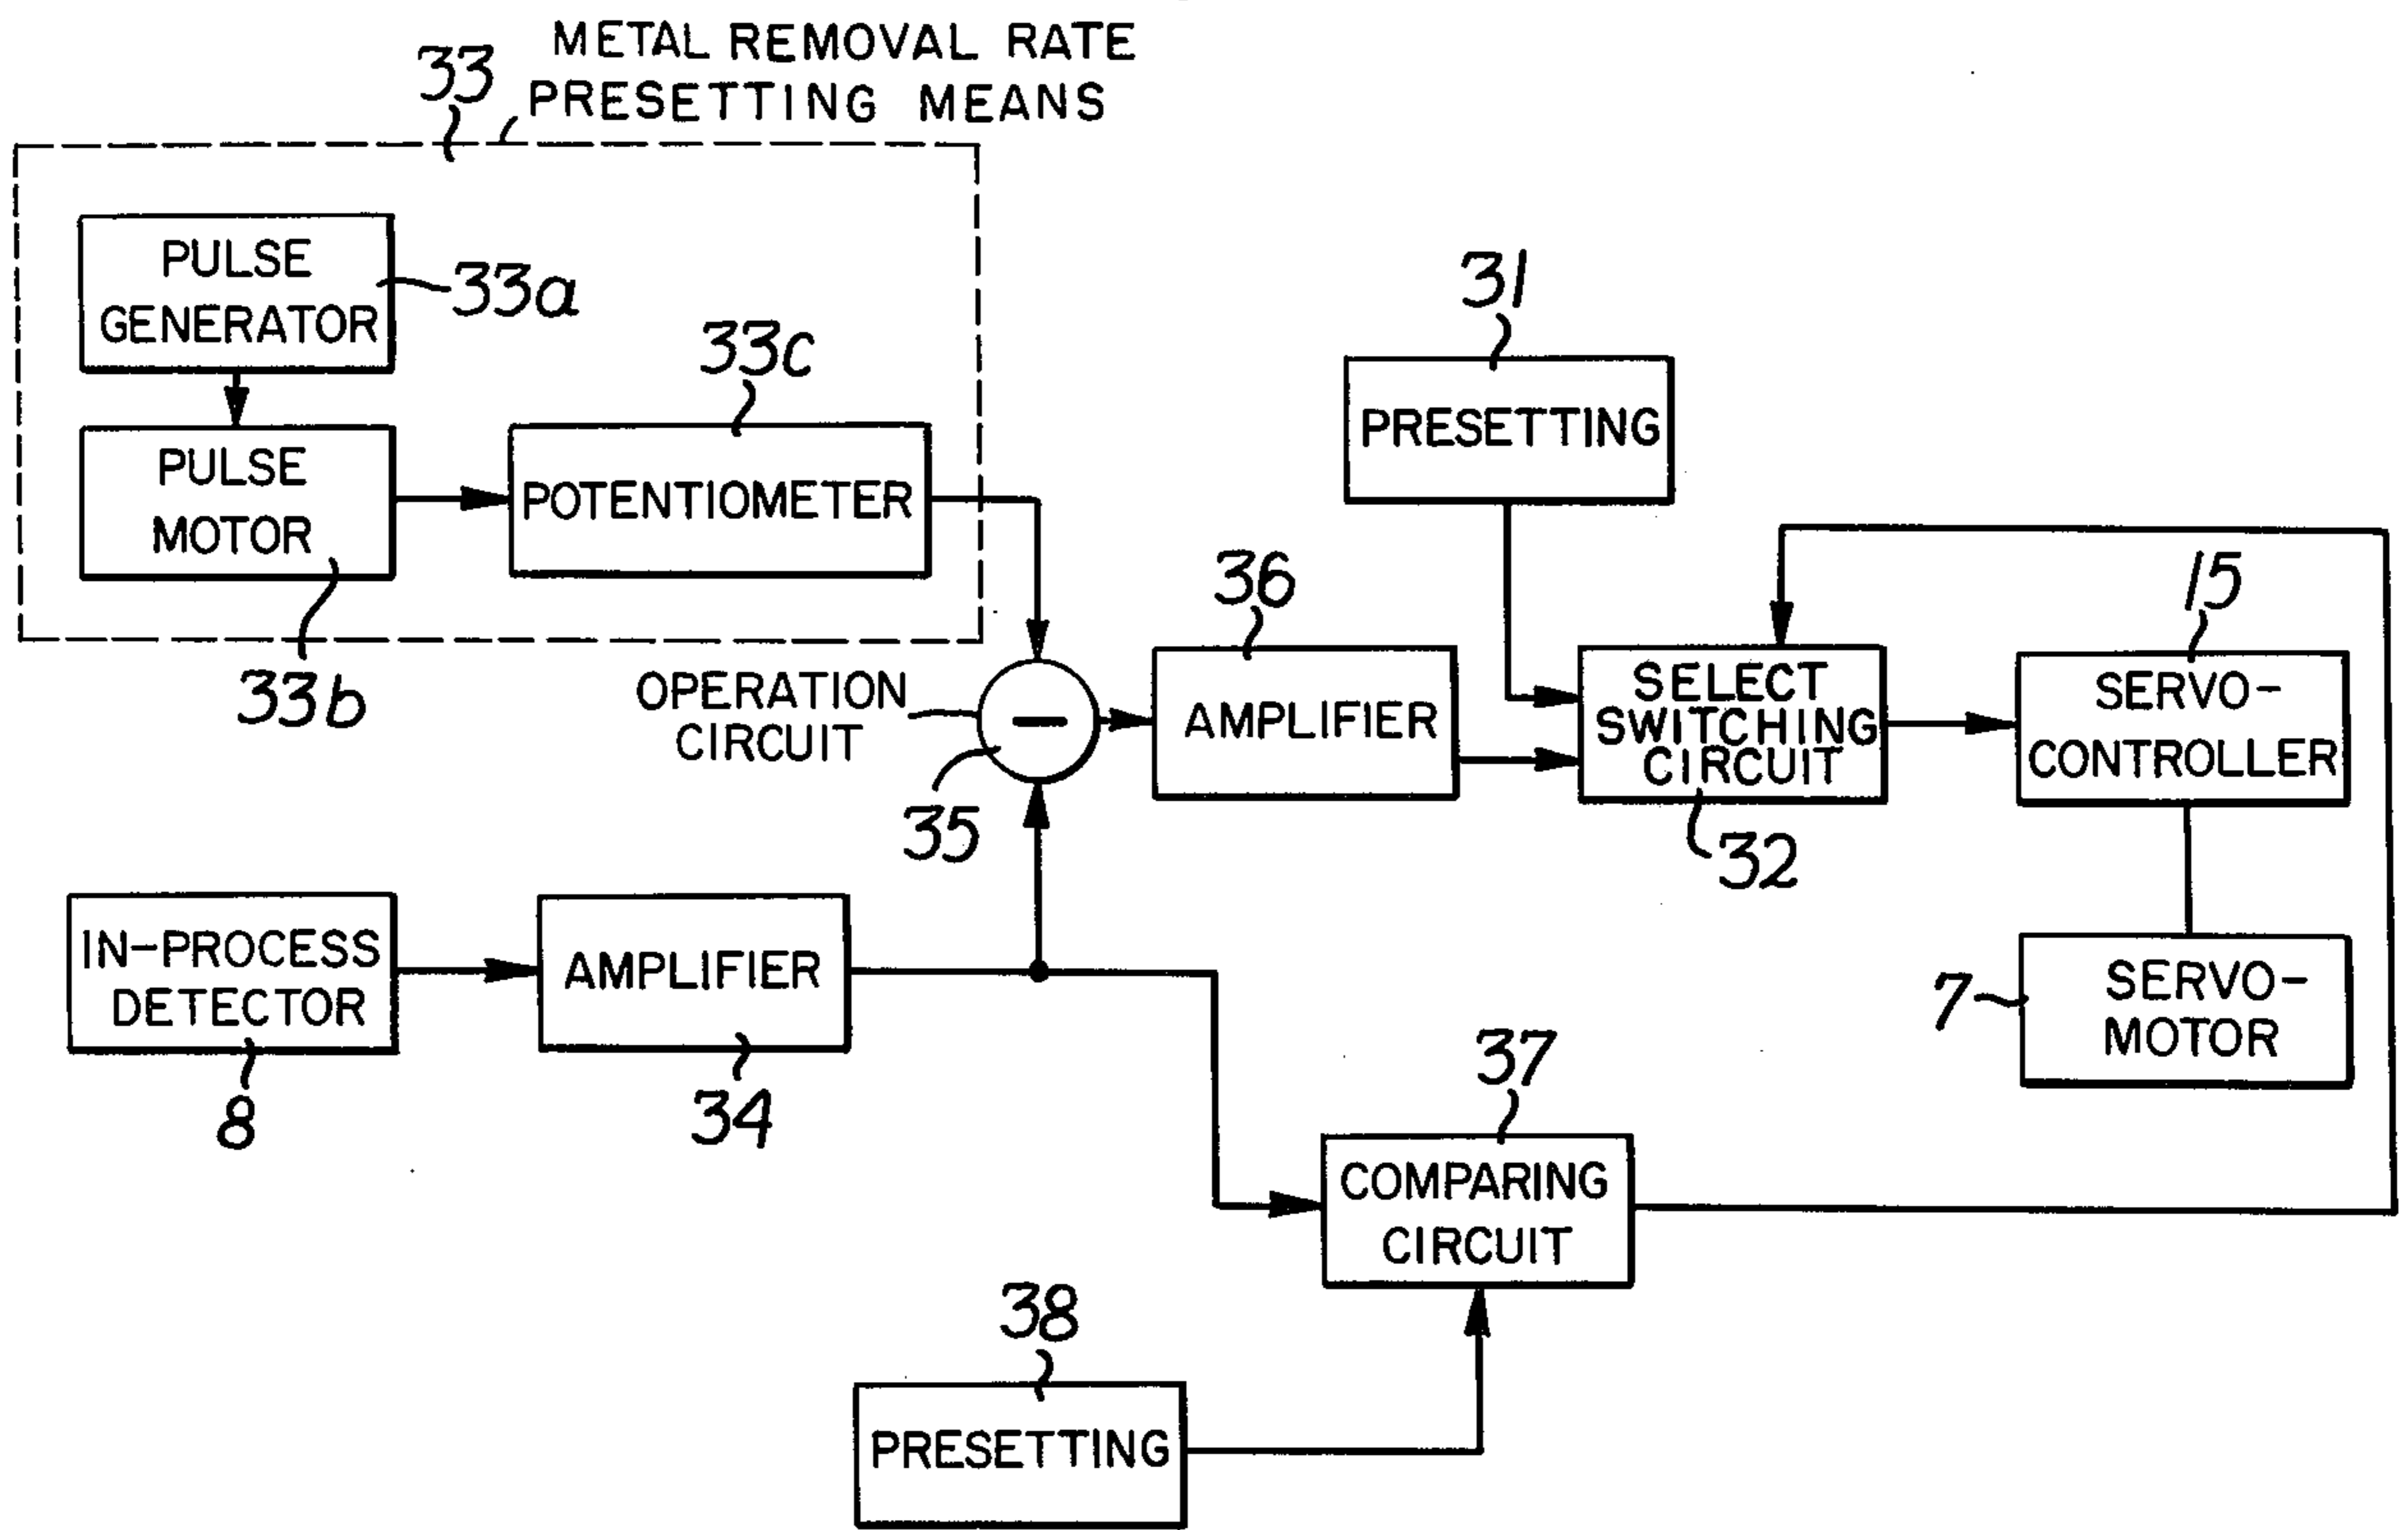 METAL REMOVAL RATE
PRESETTING MEANS
33
PULSE
GENERATOR
33a
33c
PULSE
MOTOR
POTENTIOMETER
33b
31
PRESETTING
OPERATION
CIRCUIT
—
35
36
AMPLIFIER
SELECT
SWITCHING
CIRCUIT
32
15
SERVO-
CONTROLLER
IN-PROCESS
DETECTOR
8
AMPLIFIER
34
7
SERVO-
MOTOR
37
COMPARING
CIRCUIT
38
PRESETTING